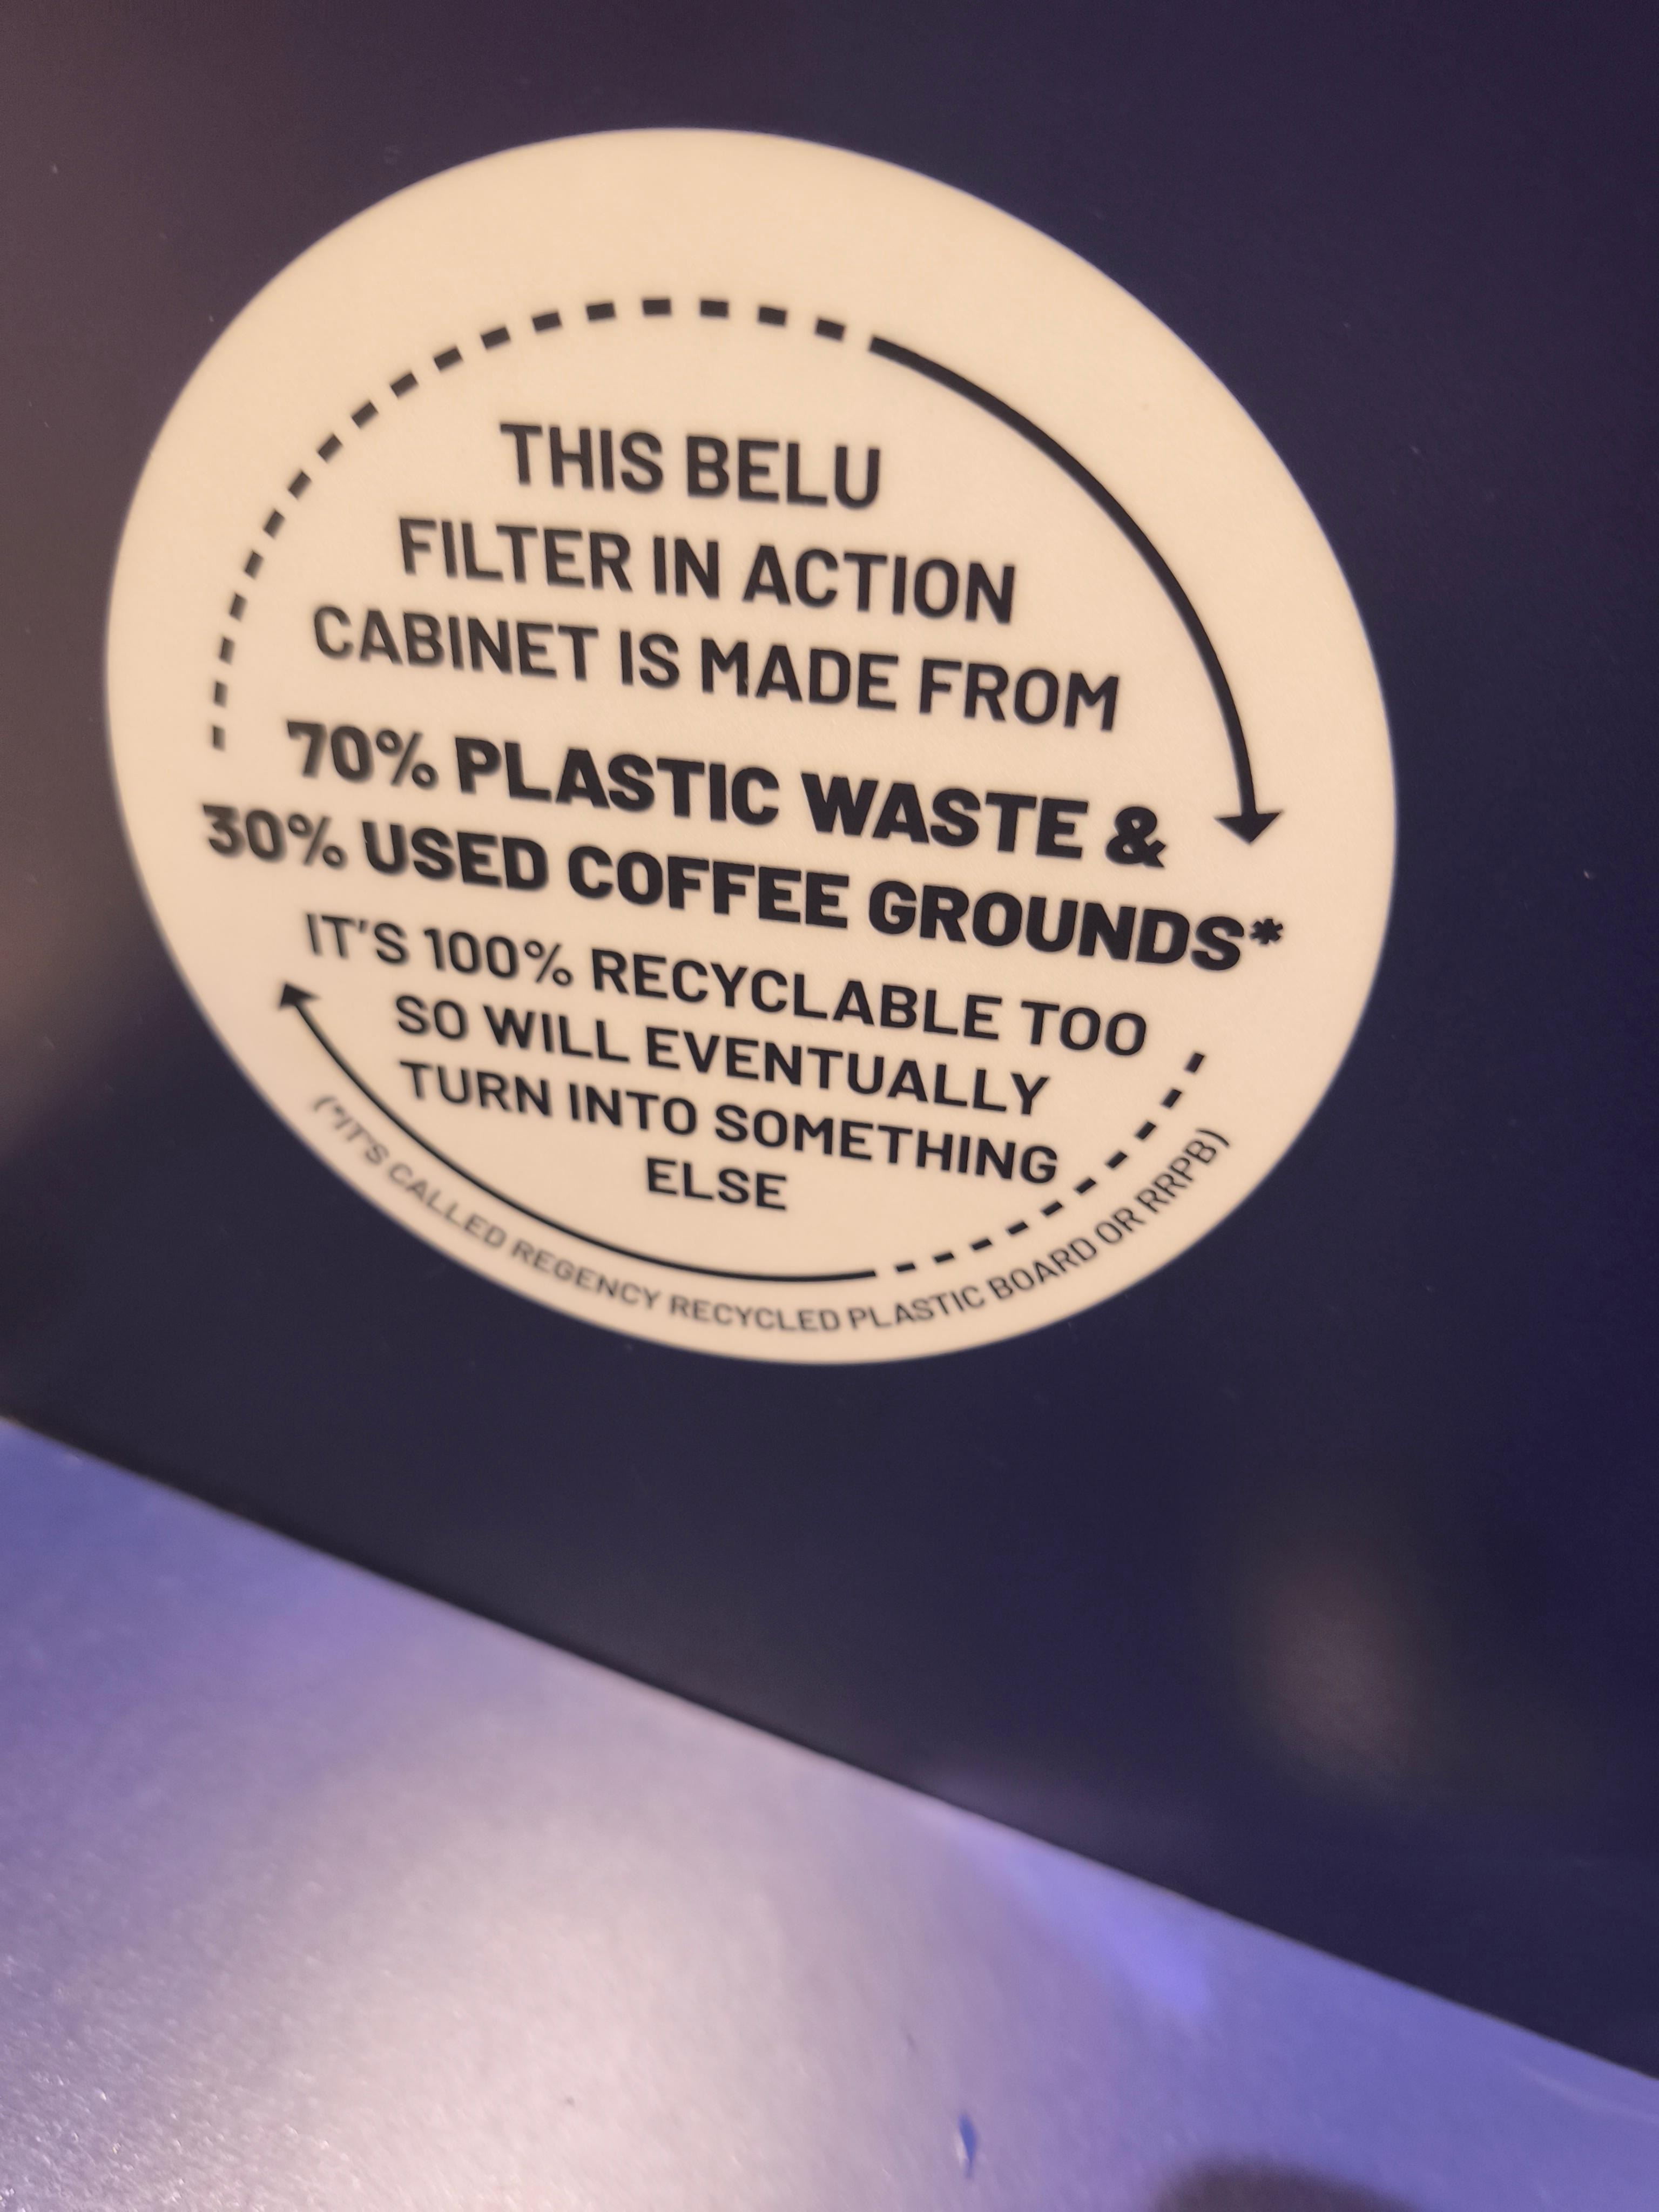 THIS BELU
FILTER IN ACTION
CABINET IS MADE FROM
70% PLASTIC WASTE &
30% USED COFFEE GROUNDS*
IT'S 100% RECYCLABLE TOO
SO WILL EVENTUALLY
TURN INTO SOMETHING
ELSE
(*IT'S CALLED REGENCY RECYCLED PLASTIC BOARD OR RRPB)